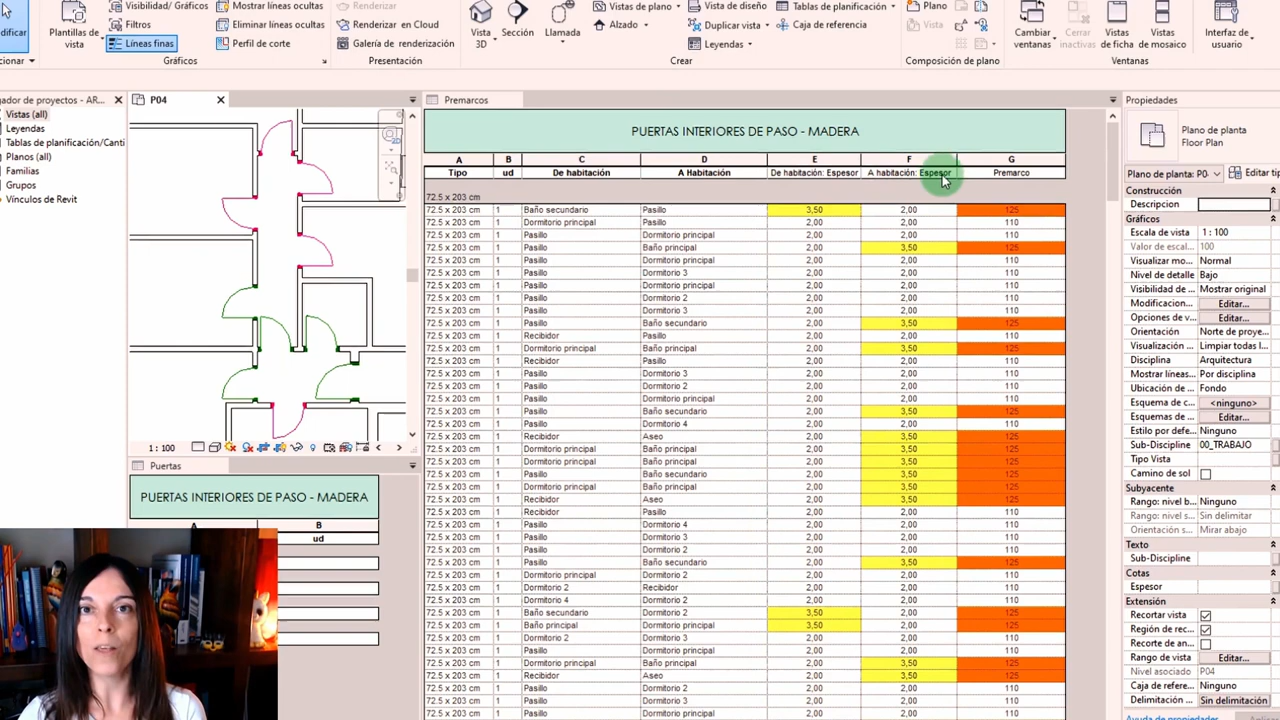 Visibilidad/ Gráficos
Mostrar líneas ocultas
Renderizar
Vistas de plano
Vista de diseño
Tablas de planificación
Plano
Filtros
Eliminar líneas ocultas
Renderizar en Cloud
Alzado
Duplicar vista
Caja de referencia
Vista
dificar
Plantillas de
vista
Líneas finas
Perfil de corte
Galería de renderización
Vista
3D
Sección
Llamada
Leyendas
Cambiar
ventanas
Cerrar
inactivas
Vistas
de ficha
Vistas
de mosaico
Interfaz de
usuario
cionar
Gráficos
Presentación
Crear
Composición de plano
Ventanas
gador de proyectos - AR...
P04
Premarcos
Propiedades
Vistas (all)
Leyendas
Tablas de planificación/Canti
Planos (all)
Familias
Grupos
Vínculos de Revit
1 : 100
Puertas
PUERTAS INTERIORES DE PASO - MADERA
A B
ud
PUERTAS INTERIORES DE PASO - MADERA
A B C D E F G
Tipo ud De habitación A Habitación De habitación: Espesor A habitación: Espesor Premarco
72.5 x 203 cm
72.5 x 203 cm 1 Baño secundario Pasillo 3,50 2,00 125
72.5 x 203 cm 1 Dormitorio principal Pasillo 2,00 2,00 110
72.5 x 203 cm 1 Pasillo Dormitorio principal 2,00 2,00 110
72.5 x 203 cm 1 Pasillo Baño principal 2,00 3,50 125
72.5 x 203 cm 1 Pasillo Dormitorio principal 2,00 2,00 110
72.5 x 203 cm 1 Pasillo Dormitorio 3 2,00 2,00 110
72.5 x 203 cm 1 Pasillo Dormitorio principal 2,00 2,00 110
72.5 x 203 cm 1 Pasillo Dormitorio 2 2,00 2,00 110
72.5 x 203 cm 1 Pasillo Dormitorio 3 2,00 2,00 110
72.5 x 203 cm 1 Pasillo Baño secundario 2,00 3,50 125
72.5 x 203 cm 1 Recibidor Pasillo 2,00 2,00 110
72.5 x 203 cm 1 Dormitorio principal Baño principal 2,00 3,50 125
72.5 x 203 cm 1 Recibidor Pasillo 2,00 2,00 110
72.5 x 203 cm 1 Pasillo Dormitorio 3 2,00 2,00 110
72.5 x 203 cm 1 Pasillo Dormitorio 2 2,00 2,00 110
72.5 x 203 cm 1 Pasillo Dormitorio principal 2,00 2,00 110
72.5 x 203 cm 1 Pasillo Baño secundario 2,00 3,50 125
72.5 x 203 cm 1 Pasillo Dormitorio 4 2,00 2,00 110
72.5 x 203 cm 1 Recibidor Aseo 2,00 3,50 125
72.5 x 203 cm 1 Dormitorio principal Baño principal 2,00 3,50 125
72.5 x 203 cm 1 Dormitorio principal Baño principal 2,00 3,50 125
72.5 x 203 cm 1 Pasillo Baño secundario 2,00 3,50 125
72.5 x 203 cm 1 Dormitorio principal Baño principal 2,00 3,50 125
72.5 x 203 cm 1 Recibidor Aseo 2,00 3,50 125
72.5 x 203 cm 1 Recibidor Pasillo 2,00 2,00 110
72.5 x 203 cm 1 Pasillo Dormitorio 4 2,00 2,00 110
72.5 x 203 cm 1 Pasillo Dormitorio 3 2,00 2,00 110
72.5 x 203 cm 1 Pasillo Dormitorio 2 2,00 2,00 110
72.5 x 203 cm 1 Pasillo Baño secundario 2,00 3,50 125
72.5 x 203 cm 1 Dormitorio principal Dormitorio 2 2,00 2,00 110
72.5 x 203 cm 1 Dormitorio 2 Recibidor 2,00 2,00 110
72.5 x 203 cm 1 Dormitorio 4 Dormitorio 2 2,00 2,00 110
72.5 x 203 cm 1 Baño secundario Dormitorio 2 3,50 2,00 125
72.5 x 203 cm 1 Baño principal Dormitorio principal 3,50 2,00 125
72.5 x 203 cm 1 Dormitorio 2 Dormitorio 3 2,00 2,00 110
72.5 x 203 cm 1 Pasillo Dormitorio principal 2,00 2,00 110
72.5 x 203 cm 1 Dormitorio principal Baño principal 2,00 3,50 125
72.5 x 203 cm 1 Recibidor Aseo 2,00 3,50 125
72.5 x 203 cm 1 Pasillo Dormitorio 2 2,00 2,00 110
72.5 x 203 cm 1 Pasillo Dormitorio 3 2,00 2,00 110
72.5 x 203 cm 1 Pasillo Dormitorio principal 2,00 2,00 110
Plano de planta
Floor Plan
Plano de planta: P0 Editar tip
Construcción
Descripcion
Gráficos
Escala de vista 1 : 100
Valor de escal... 100
Visualizar mo... Normal
Nivel de detalle Bajo
Visibilidad de ... Mostrar original
Modificacion... Editar...
Opciones de v... Editar...
Orientación Norte de proye...
Visualización ... Limpiar todas l...
Disciplina Arquitectura
Mostrar líneas... Por disciplina
Ubicación de ... Fondo
Esquema de c... <ninguno>
Esquemas de ... Editar...
Estilo por defe... Ninguno
Sub-Discipline 00_TRABAJO
Tipo Vista
Camino de sol
Subyacente
Rango: nivel b... Ninguno
Rango: nivel s... Sin delimitar
Orientación s... Mirar abajo
Texto
Sub-Discipline
Cotas
Espesor
Extensión
Recortar vista
Región de rec...
Recorte de an...
Rango de vista Editar...
Nivel asociado P04
Caja de refere... Ninguno
Delimitación ... Sin delimitación
Ayuda de propiedades